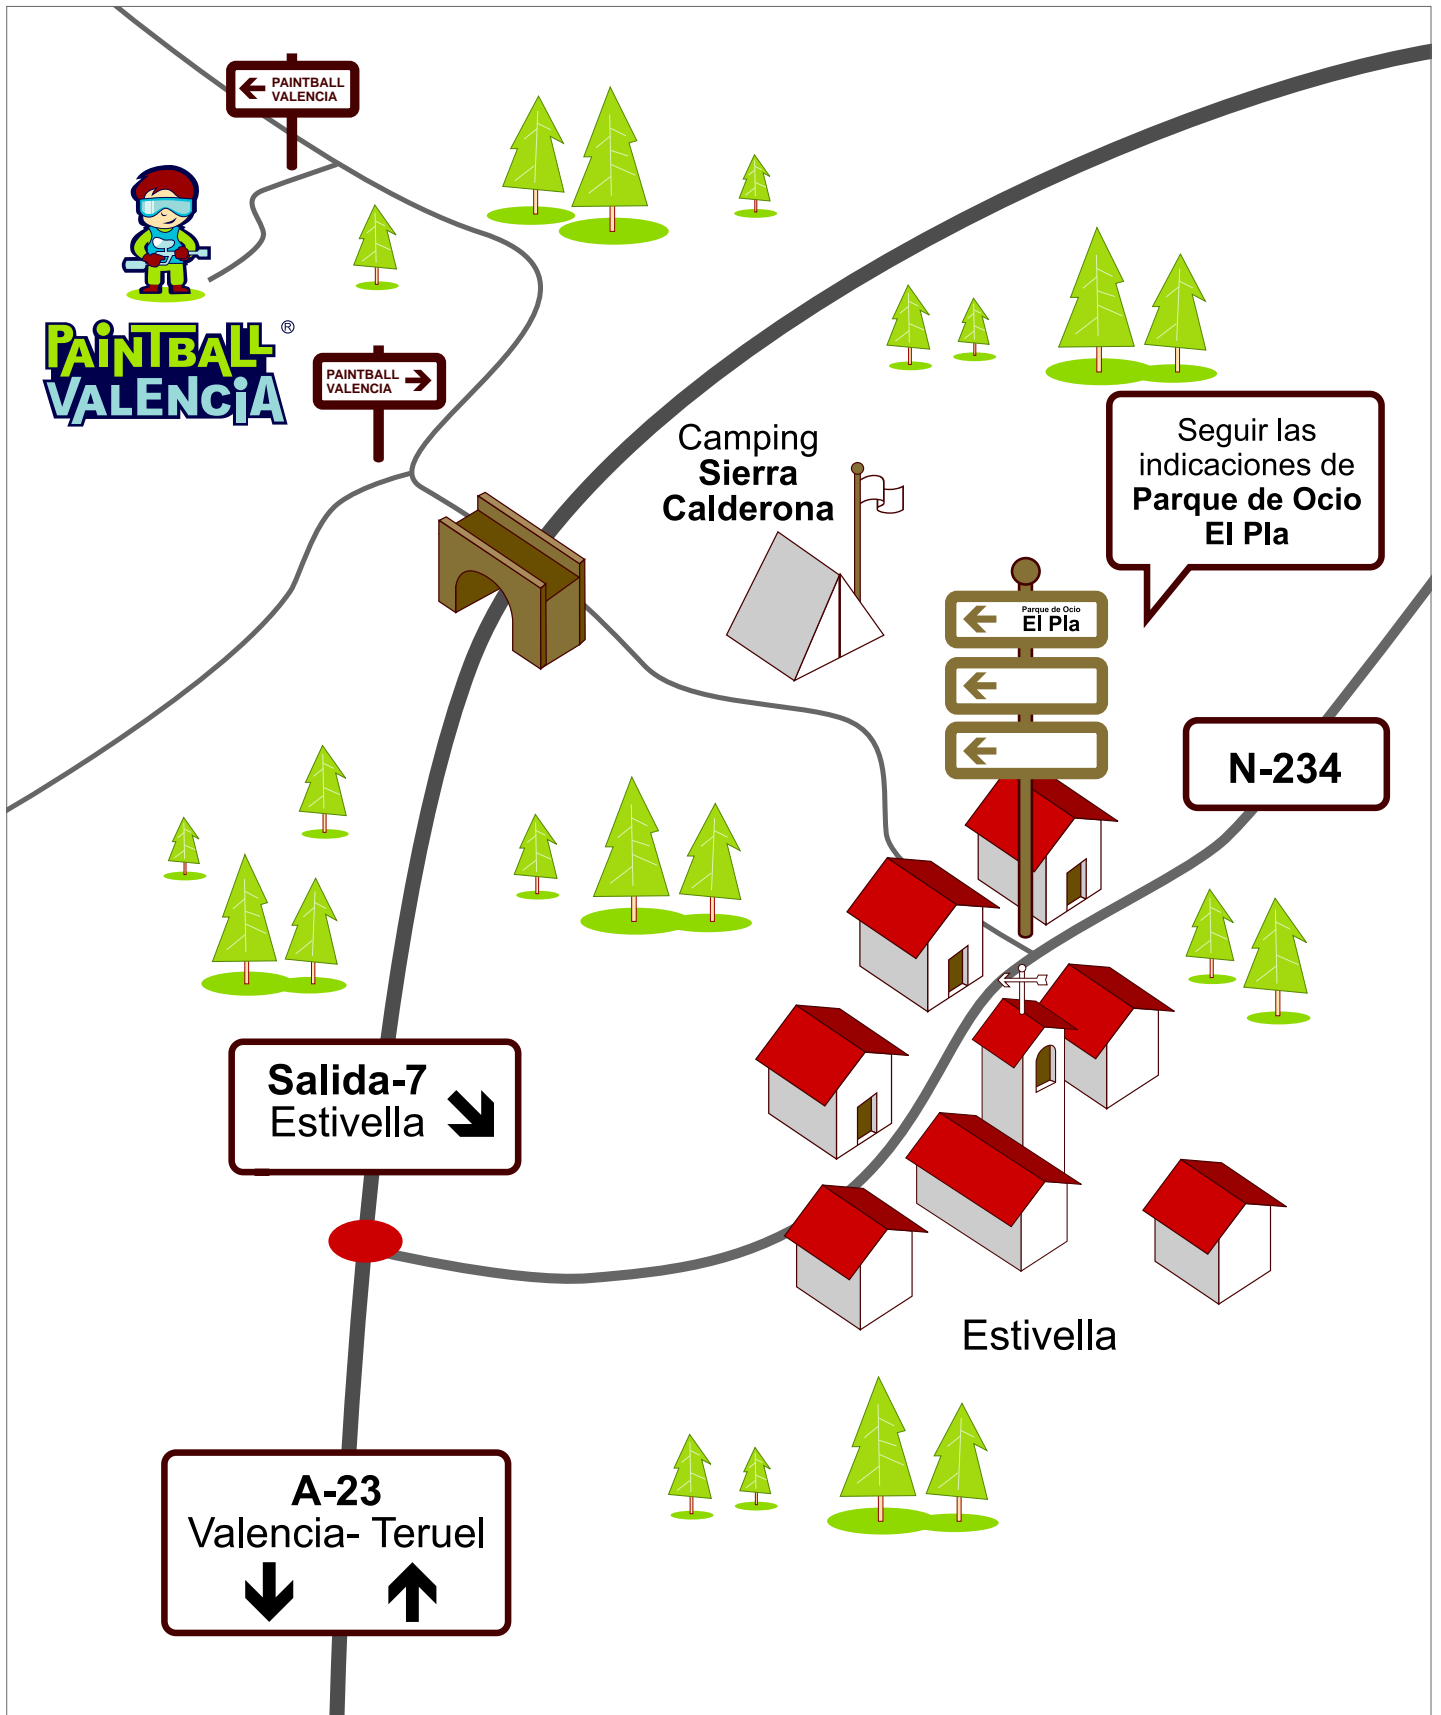 PAINTBALL
VALENCIA
PAINTBALL
VALENCIA
®
PAINTBALL
VALENCIA
Camping
Sierra
Calderona
Seguir las
indicaciones de
Parque de Ocio
El Pla
Parque de Ocio
El Pla
N-234
Salida-7
Estivella
Estivella
A-23
Valencia- Teruel